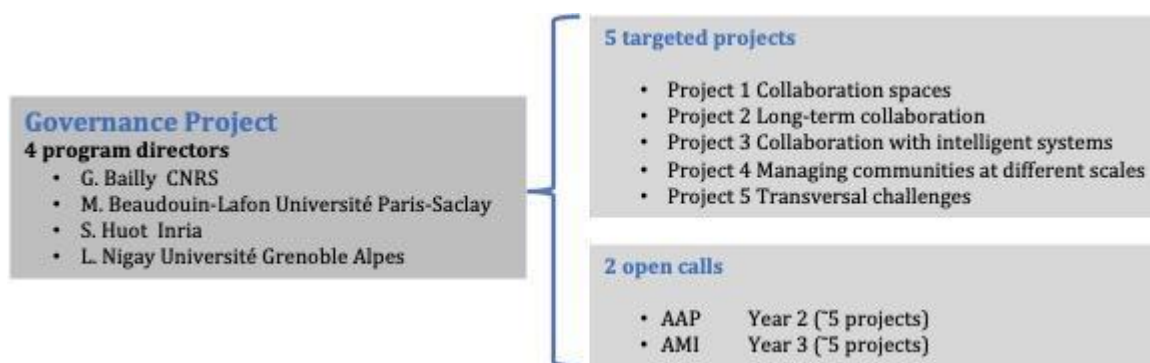 Governance Project
4 program directors
• G. Bailly CNRS
• M. Beaudouin-Lafon Université Paris-Saclay
• S. Huot Inria
• L. Nigay Université Grenoble Alpes
5 targeted projects
• Project 1 Collaboration spaces
• Project 2 Long-term collaboration
• Project 3 Collaboration with intelligent systems
• Project 4 Managing communities at different scales
• Project 5 Transversal challenges
2 open calls
• AAP Year 2 (~5 projects)
• AMI Year 3 (~5 projects)